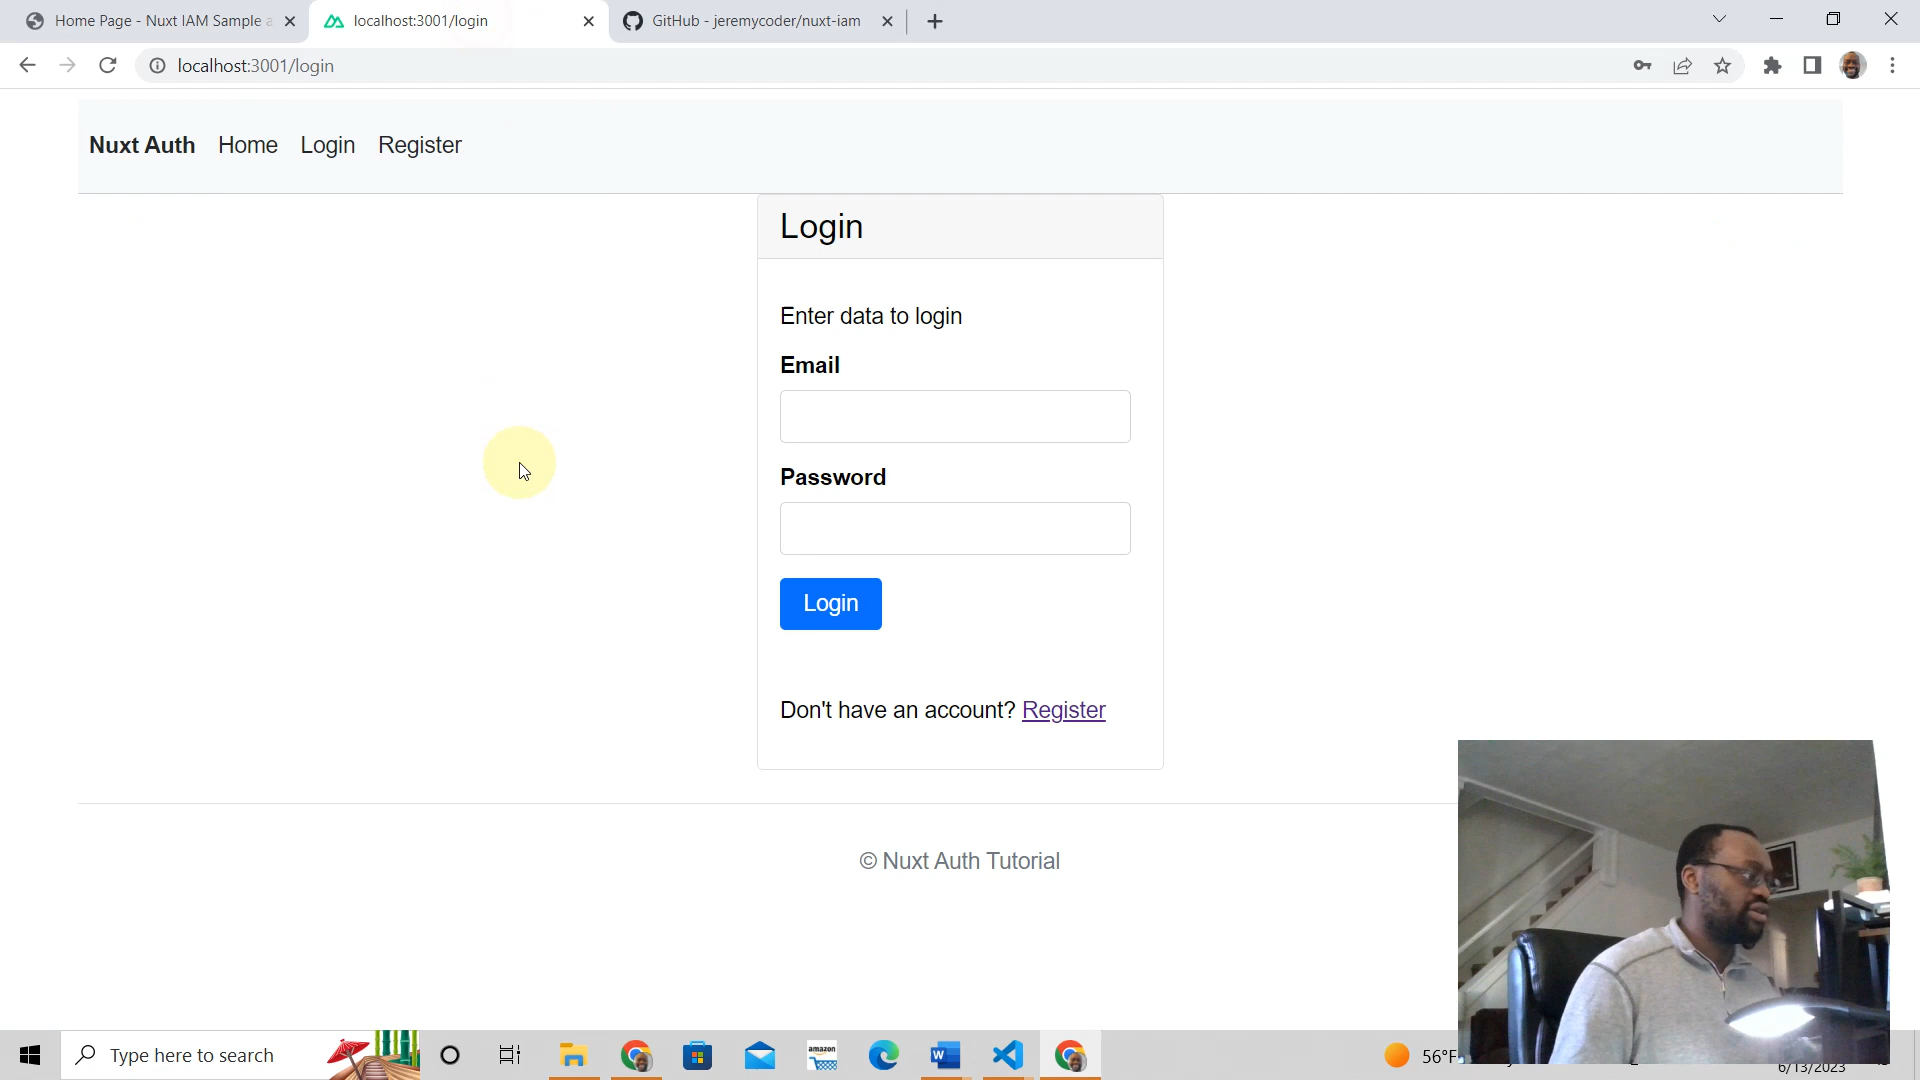 Home Page - Nuxt IAM Sample a
localhost:3001/login
GitHub - jeremycoder/nuxt-iam
localhost:3001/login
Nuxt Auth Home Login Register
Login
Enter data to login
Email
Password
Login
Don't have an account? Register
© Nuxt Auth Tutorial
Type here to search
amazon
56°F
6/13/2023